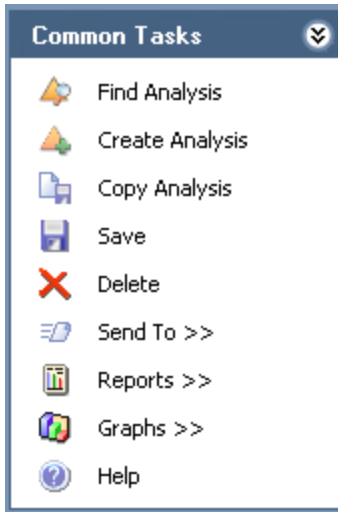 Common Tasks
Find Analysis
Create Analysis
Copy Analysis
Save
Delete
Send To >>
Reports >>
Graphs >>
Help